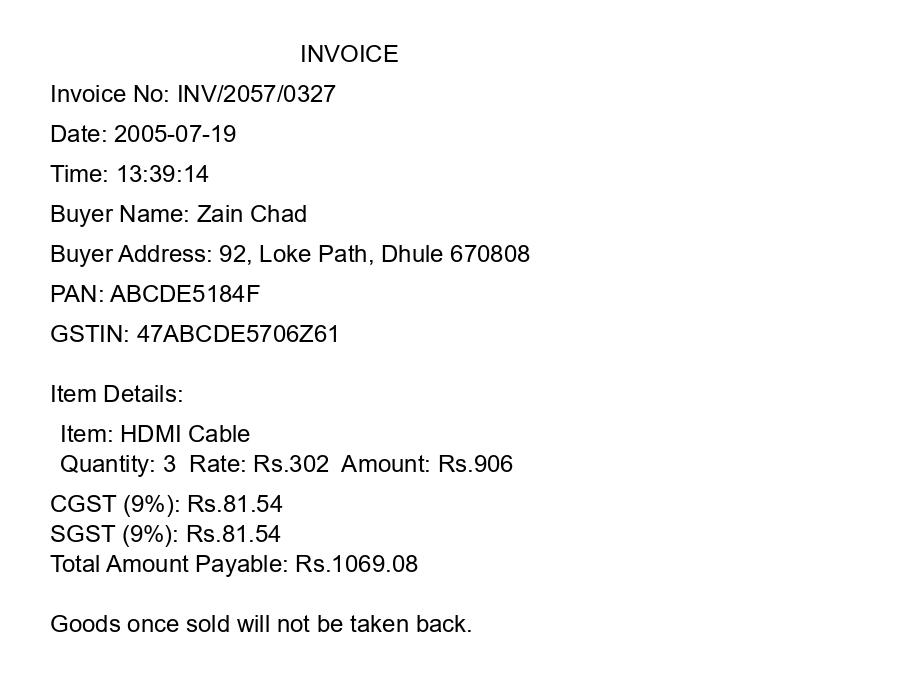 INVOICE
Invoice No: INV/2057/0327
Date: 2005-07-19
Time: 13:39:14
Buyer Name: Zain Chad
Buyer Address: 92, Loke Path, Dhule 670808
PAN: ABCDE5184F
GSTIN: 47ABCDE5706Z61
Item Details:
Item: HDMI Cable
Quantity: 3  Rate: Rs.302  Amount: Rs.906
CGST (9%): Rs.81.54
SGST (9%): Rs.81.54
Total Amount Payable: Rs.1069.08
Goods once sold will not be taken back.